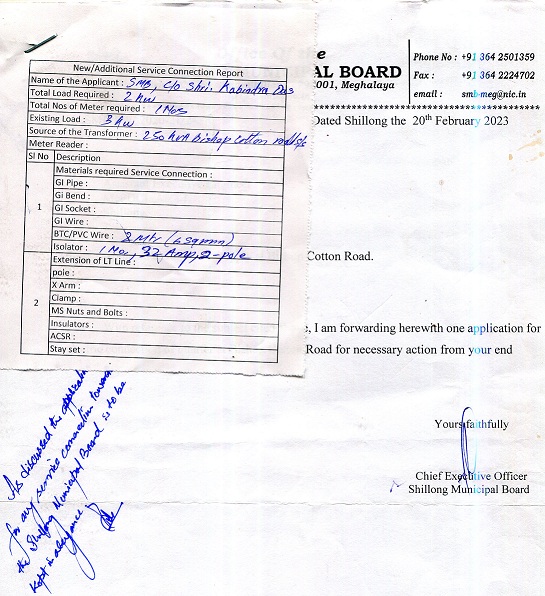 New/Additional Service Connection Report
Name of the Applicant : SMB, C/o Shri. Rabindra Das
Total Load Required : 2 kw
Total Nos of Meter required : 1 Nos
Existing Load : 3 kw
Source of the Transformer : 250 kVA Bishop Cotton road S/S
Meter Reader :
Sl No Description
1
Materials required Service Connection :
GI Pipe :
Gi Bend :
GI Socket :
GI Wire :
BTC/PVC Wire : 8 Mtr (6 sqmm)
Isolator : 1 No, 32 Amp, 2-pole
2
Extension of LT Line :
pole :
X Arm :
Clamp :
MS Nuts and Bolts :
Insulators :
ACSR :
Stay set :
e
AL BOARD
001, Meghalaya
Phone No : +91 364 2501359
Fax : +91 364 2224702
email : smb-meg@nic.in
Dated Shillong the 20th February 2023
Cotton Road.
, I am forwarding herewith one application for
Road for necessary action from your end
Yours faithfully
Chief Executive Officer
Shillong Municipal Board
As discussed the application
for any service connection towards
the Shillong Municipal Board is to be
kept in abeyance